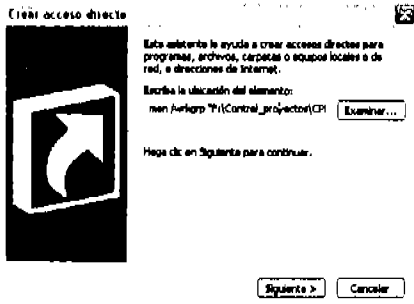 Crear acceso directo
Este asistente le ayuda a crear accesos directos para
programas, archivos, carpetas o equipos locales o de
red, o direcciones de Internet.
Escriba la ubicación del elemento:
Examinar...
Haga clic en Siguiente para continuar.
Siguiente >
Cancelar